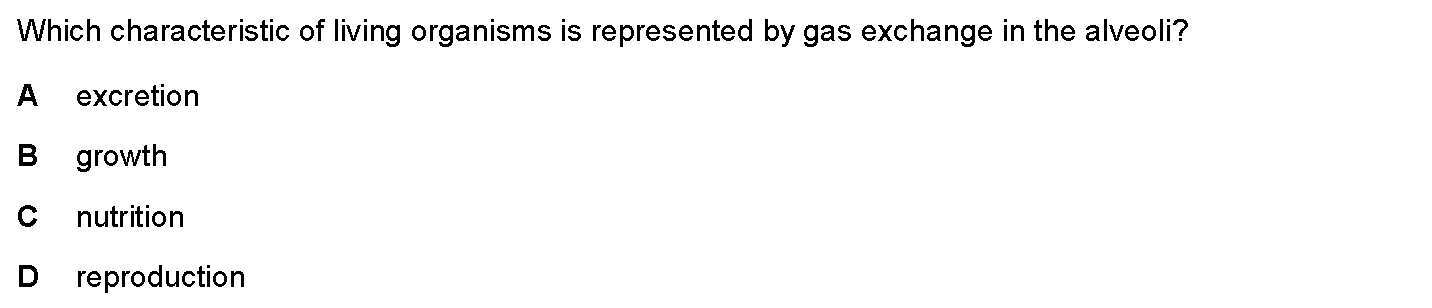 Which characteristic of living organisms is represented by gas exchange in the alveoli?
A excretion
B growth
C nutrition
D reproduction